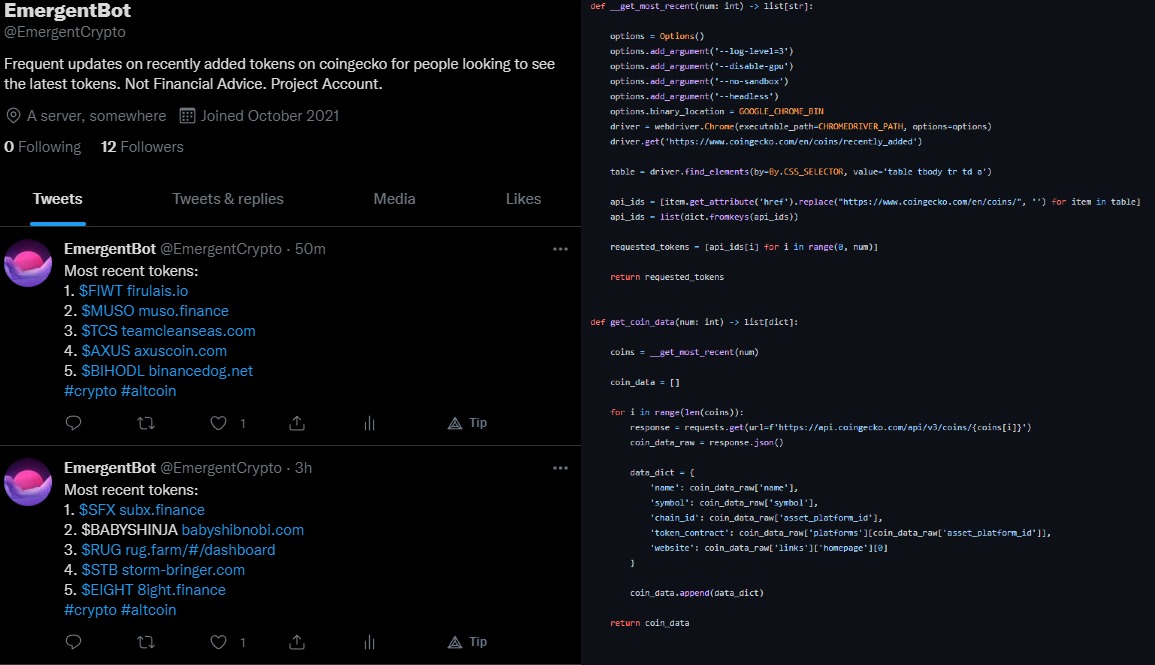 EmergentBot
@EmergentCrypto
Frequent updates on recently added tokens on coingecko for people looking to see
the latest tokens. Not Financial Advice. Project Account.
A server, somewhere Joined October 2021
0 Following 12 Followers
Tweets Tweets & replies Media Likes
EmergentBot @EmergentCrypto · 50m
Most recent tokens:
1. $FIWT firulais.io
2. $MUSO muso.finance
3. $TCS teamcleanseas.com
4. $AXUS axuscoin.com
5. $BIHODL binancedog.net
#crypto #altcoin
1 Tip
EmergentBot @EmergentCrypto · 3h
Most recent tokens:
1. $SFX subx.finance
2. $BABYSHINJA babyshibnobi.com
3. $RUG rug.farm/#/dashboard
4. $STB storm-bringer.com
5. $EIGHT 8ight.finance
#crypto #altcoin
1 Tip
def __get_most_recent(num: int) -> list[str]:
options = Options()
options.add_argument('--log-level=3')
options.add_argument('--disable-gpu')
options.add_argument('--no-sandbox')
options.add_argument('--headless')
options.binary_location = GOOGLE_CHROME_BIN
driver = webdriver.Chrome(executable_path=CHROMEDRIVER_PATH, options=options)
driver.get('https://www.coingecko.com/en/coins/recently_added')
table = driver.find_elements(by=By.CSS_SELECTOR, value='table tbody tr td a')
api_ids = [item.get_attribute('href').replace("https://www.coingecko.com/en/coins/", '') for item in table]
api_ids = list(dict.fromkeys(api_ids))
requested_tokens = [api_ids[i] for i in range(0, num)]
return requested_tokens
def get_coin_data(num: int) -> list[dict]:
coins = __get_most_recent(num)
coin_data = []
for i in range(len(coins)):
response = requests.get(url=f'https://api.coingecko.com/api/v3/coins/{coins[i]}')
coin_data_raw = response.json()
data_dict = {
'name': coin_data_raw['name'],
'symbol': coin_data_raw['symbol'],
'chain_id': coin_data_raw['asset_platform_id'],
'token_contract': coin_data_raw['platforms'][coin_data_raw['asset_platform_id']],
'website': coin_data_raw['links']['homepage'][0]
}
coin_data.append(data_dict)
return coin_data